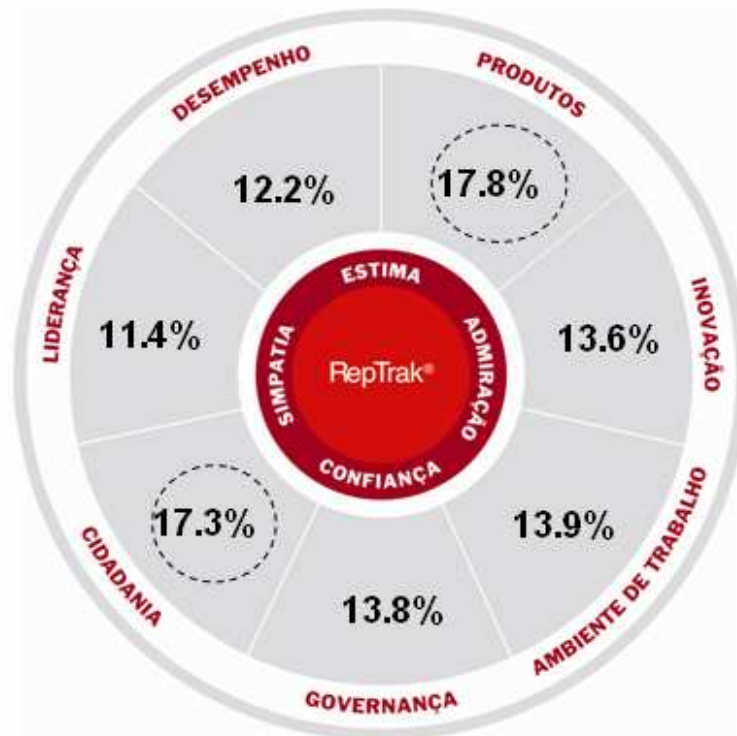 DESEMPENHO
PRODUTOS
12.2%
17.8%
LIDERANÇA
INOVAÇÃO
11.4%
13.6%
ESTIMA
SIMPATIA
RepTrak®
ADMIRAÇÃO
CONFIANÇA
17.3%
13.9%
CIDADANIA
AMBIENTE DE TRABALHO
13.8%
GOVERNANÇA